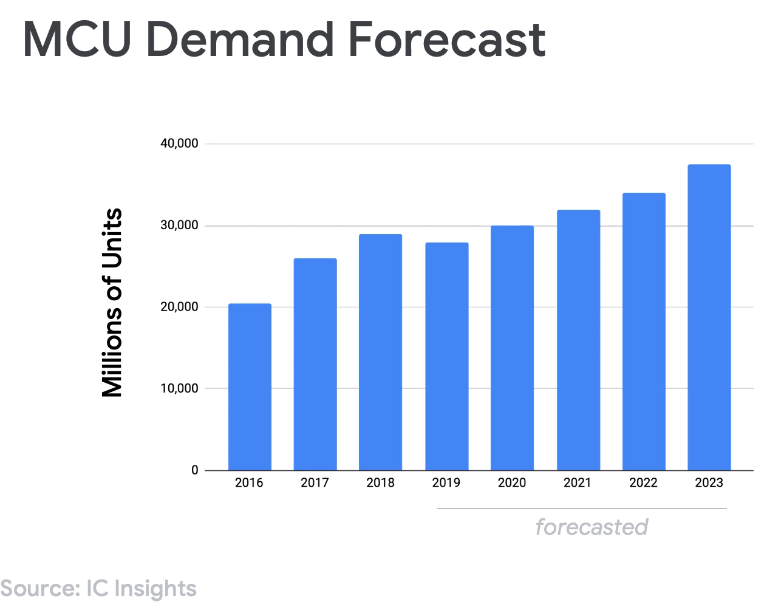 MCU Demand Forecast
Millions of Units
40,000
30,000
20,000
10,000
0
2016 2017 2018 2019 2020 2021 2022 2023
forecasted
Source: IC Insights